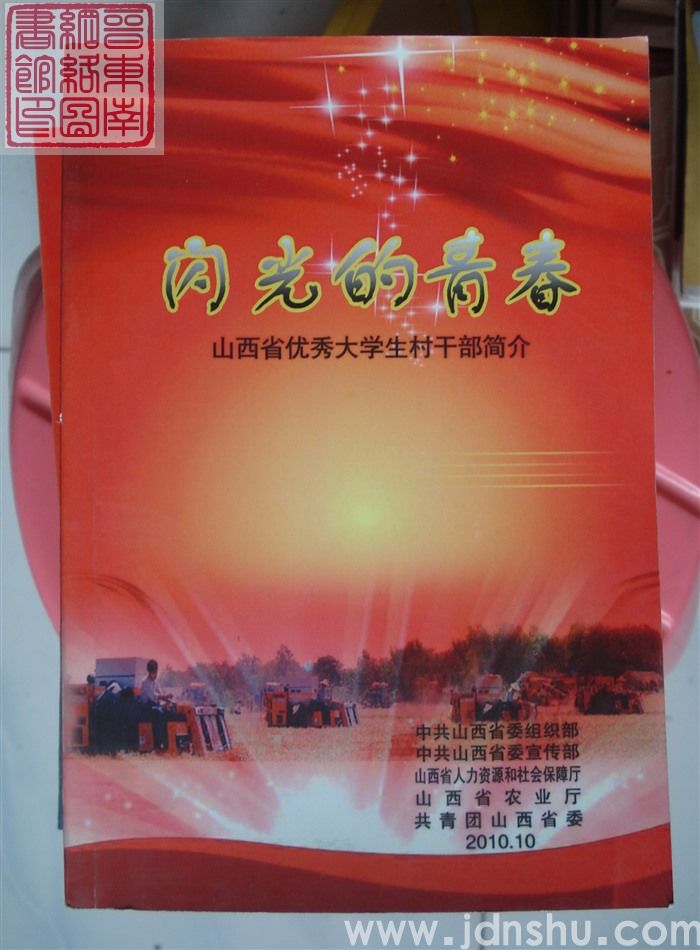 晋东南
网络图
书馆印
闪光的青春
山西省优秀大学生村干部简介
中共山西省委组织部
中共山西省委宣传部
山西省人力资源和社会保障厅
山西省农业厅
共青团山西省委
2010.10
www.jdnshu.com